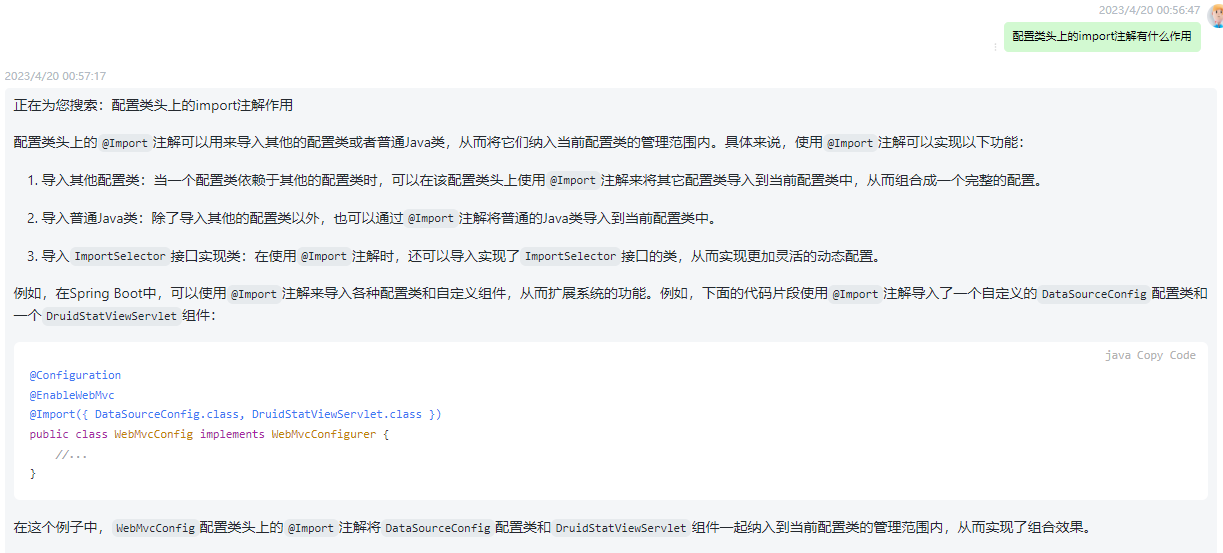 2023/4/20 00:56:47
配置类头上的import注解有什么作用
2023/4/20 00:57:17
正在为您搜索：配置类头上的import注解作用
配置类头上的 @Import 注解可以用来导入其他的配置类或者普通Java类，从而将它们纳入当前配置类的管理范围内。具体来说，使用 @Import 注解可以实现以下功能：
1. 导入其他配置类：当一个配置类依赖于其他的配置类时，可以在该配置类头上使用 @Import 注解来将其它配置类导入到当前配置类中，从而组合成一个完整的配置。
2. 导入普通Java类：除了导入其他的配置类以外，也可以通过 @Import 注解将普通的Java类导入到当前配置类中。
3. 导入 ImportSelector 接口实现类：在使用 @Import 注解时，还可以导入实现了 ImportSelector 接口的类，从而实现更加灵活的动态配置。
例如，在Spring Boot中，可以使用 @Import 注解来导入各种配置类和自定义组件，从而扩展系统的功能。例如，下面的代码片段使用 @Import 注解导入了一个自定义的 DataSourceConfig 配置类和
一个 DruidStatViewServlet 组件：
java Copy Code
@Configuration
@EnableWebMvc
@Import({ DataSourceConfig.class, DruidStatViewServlet.class })
public class WebMvcConfig implements WebMvcConfigurer {
    //...
}
在这个例子中， WebMvcConfig 配置类头上的 @Import 注解将 DataSourceConfig 配置类和 DruidStatViewServlet 组件一起纳入到当前配置类的管理范围内，从而实现了组合效果。